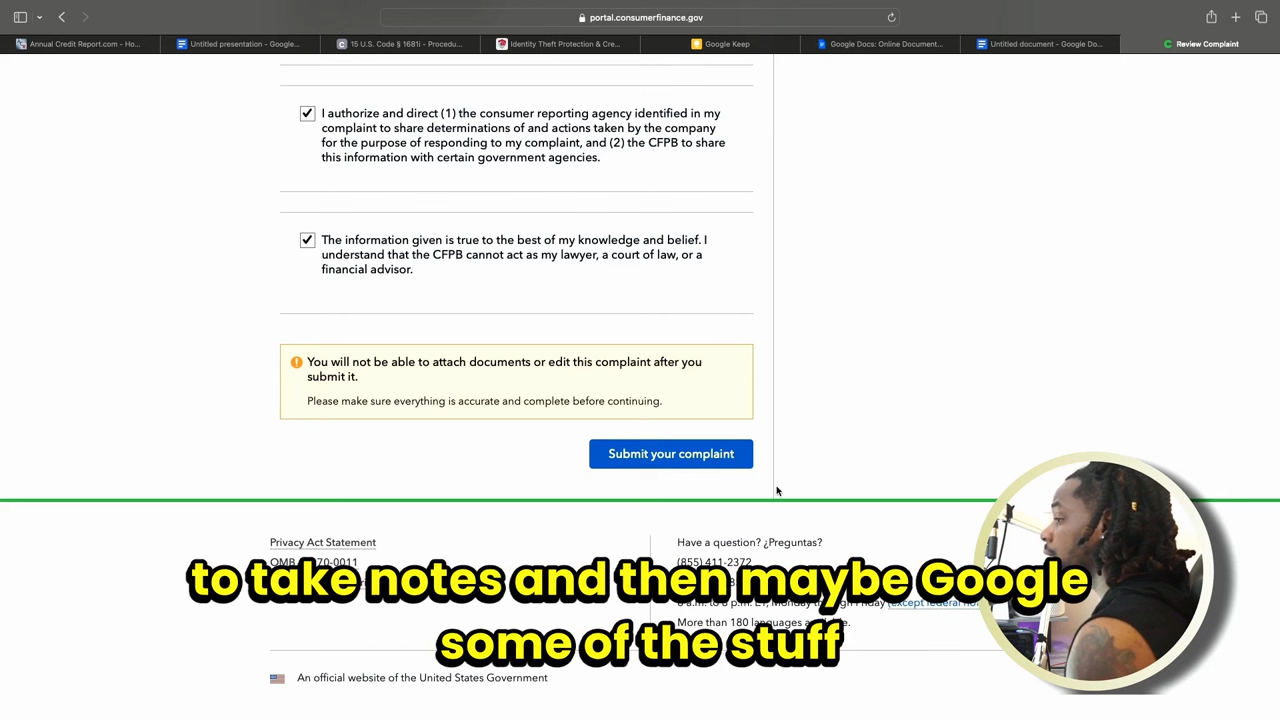 portal.consumerfinance.gov
Annual Credit Report.com - Ho...
Untitled presentation - Google...
15 U.S. Code § 1681i - Procedu...
Identity Theft Protection & Cre...
Google Keep
Google Docs: Online Document...
Untitled document - Google Do...
Review Complaint
I authorize and direct (1) the consumer reporting agency identified in my
complaint to share determinations of and actions taken by the company
for the purpose of responding to my complaint, and (2) the CFPB to share
this information with certain government agencies.
The information given is true to the best of my knowledge and belief. I
understand that the CFPB cannot act as my lawyer, a court of law, or a
financial advisor.
You will not be able to attach documents or edit this complaint after you
submit it.
Please make sure everything is accurate and complete before continuing.
Submit your complaint
Privacy Act Statement
Have a question? ¿Preguntas?
(855) 411-2372
to take notes and then maybe Google
some of the stuff
More than 180 languages
An official website of the United States Government